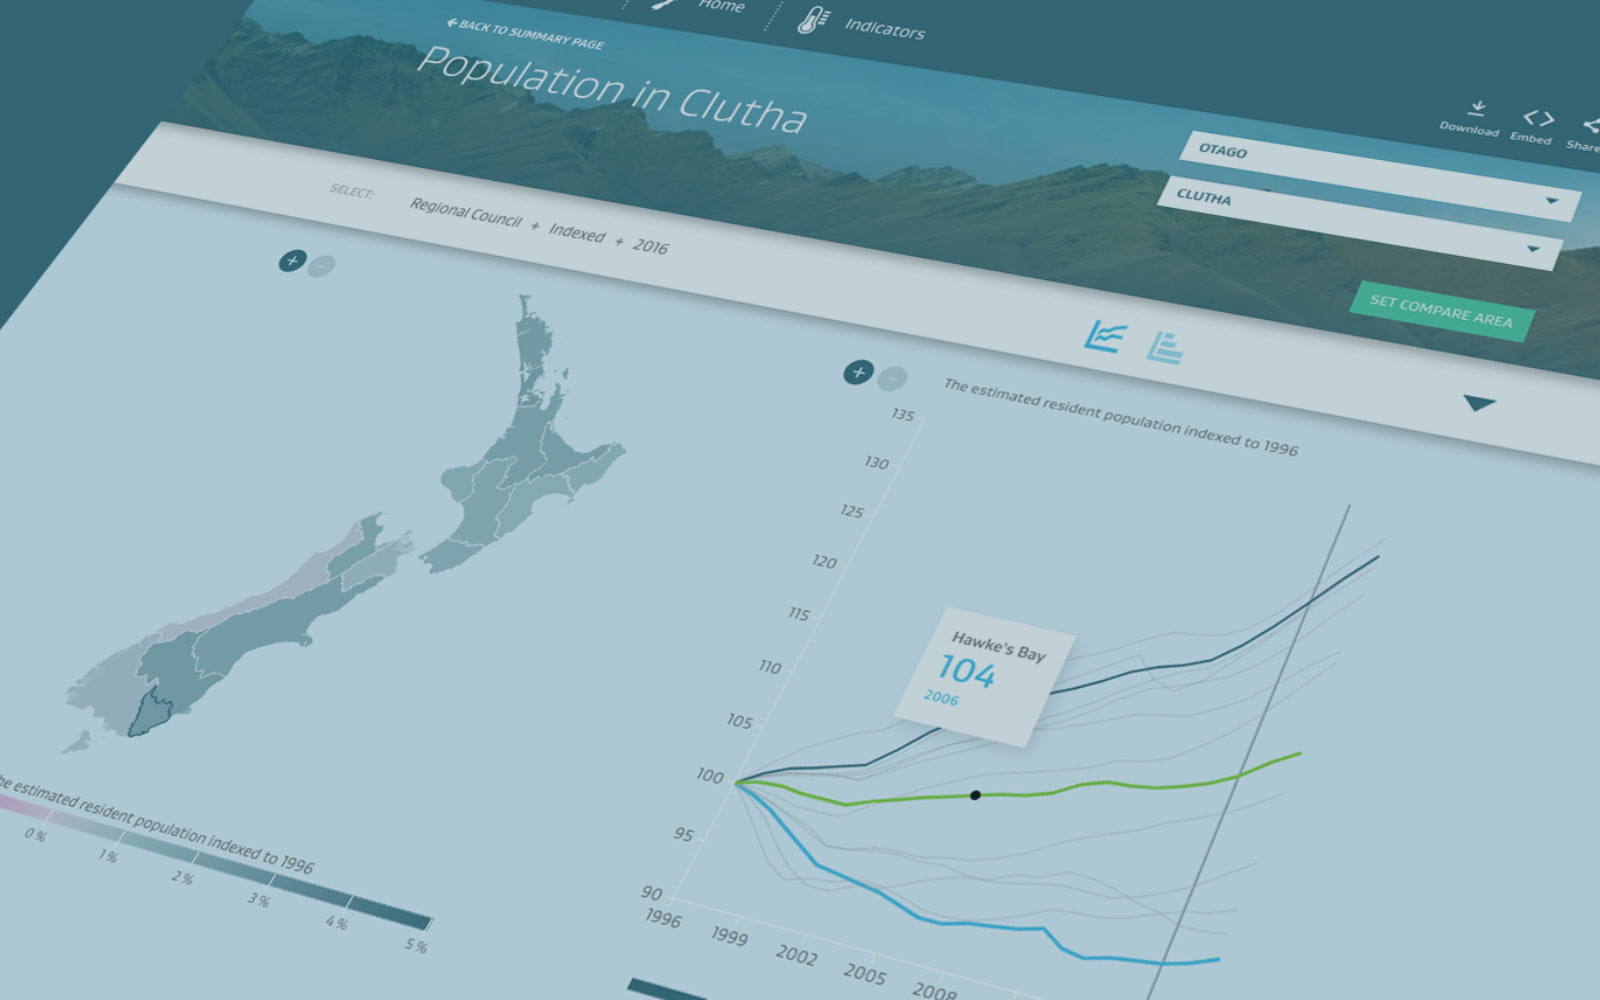 Home
Indicators
BACK TO SUMMARY PAGE
Population in Clutha
Download
Embed
Share
OTAGO
CLUTHA
SET COMPARE AREA
SELECT:
Regional Council + Indexed + 2016
+ −
+ −
The estimated resident population indexed to 1996
135
130
125
120
115
110
105
100
95
90
Hawke's Bay
104
2006
1996
1999
2002
2005
2008
he estimated resident population indexed to 1996
0 %
1 %
2 %
3 %
4 %
5 %